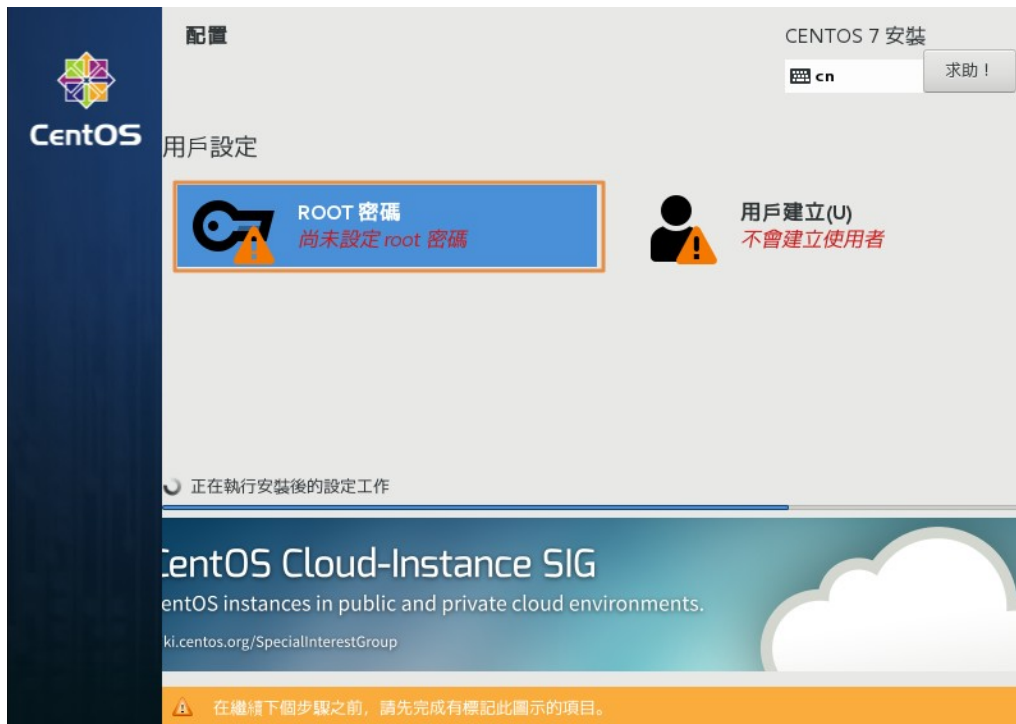 配置
CENTOS 7 安裝
cn
求助！
CentOS
用戶設定
ROOT 密碼
尚未設定 root 密碼
用戶建立(U)
不會建立使用者
正在執行安裝後的設定工作
CentOS Cloud-Instance SIG
entOS instances in public and private cloud environments.
ki.centos.org/SpecialInterestGroup
在繼續下個步驟之前，請先完成有標記此圖示的項目。